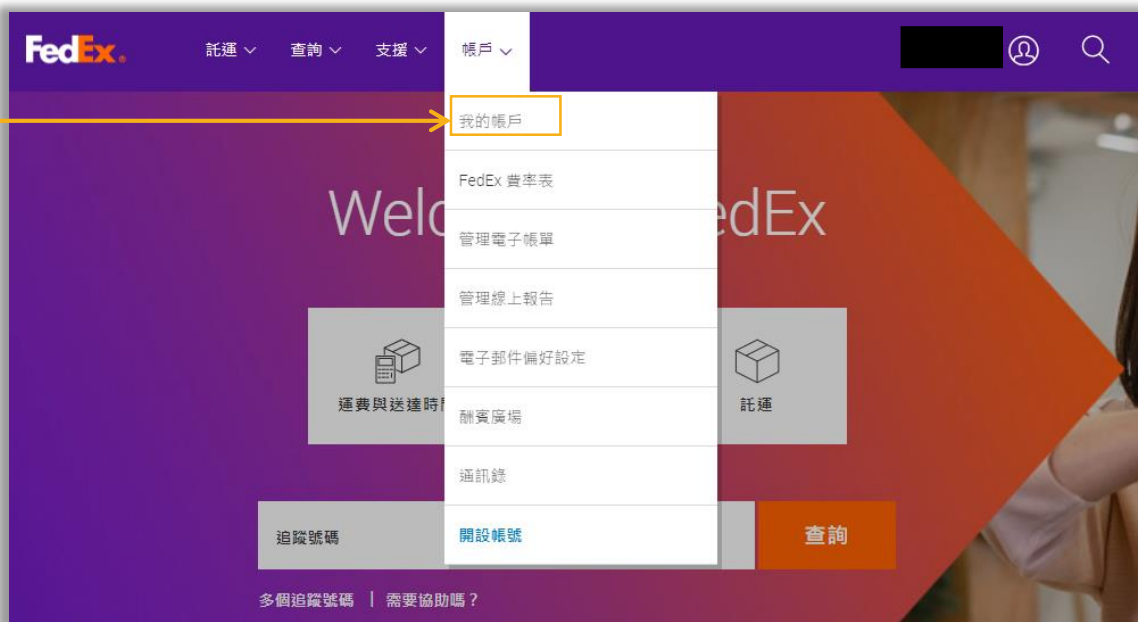 FedEx.
託運
查詢
支援
帳戶
我的帳戶
FedEx 費率表
管理電子帳單
管理線上報告
電子郵件偏好設定
酬賓廣場
通訊錄
開設帳號
Welc
edEx
運費與送達時
託運
追蹤號碼
查詢
多個追蹤號碼 | 需要協助嗎？